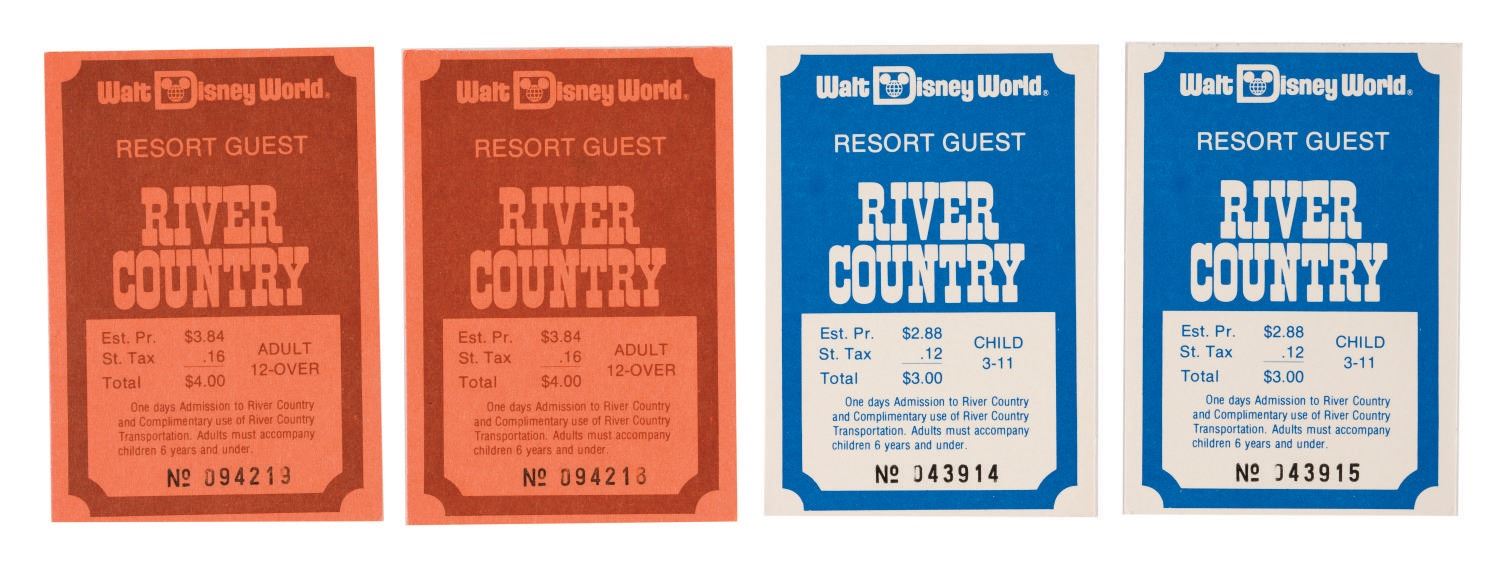 Walt Disney World®
RESORT GUEST
RIVER
COUNTRY
Est. Pr. $3.84
St. Tax .16
Total $4.00
ADULT
12-OVER
One days Admission to River Country
and Complimentary use of River Country
Transportation. Adults must accompany
children 6 years and under.
Nº 094219
Walt Disney World®
RESORT GUEST
RIVER
COUNTRY
Est. Pr. $3.84
St. Tax .16
Total $4.00
ADULT
12-OVER
One days Admission to River Country
and Complimentary use of River Country
Transportation. Adults must accompany
children 6 years and under.
Nº 094218
Walt Disney World®
RESORT GUEST
RIVER
COUNTRY
Est. Pr. $2.88
St. Tax .12
Total $3.00
CHILD
3-11
One days Admission to River Country
and Complimentary use of River Country
Transportation. Adults must accompany
children 6 years and under.
Nº 043914
Walt Disney World®
RESORT GUEST
RIVER
COUNTRY
Est. Pr. $2.88
St. Tax .12
Total $3.00
CHILD
3-11
One days Admission to River Country
and Complimentary use of River Country
Transportation. Adults must accompany
children 6 years and under.
Nº 043915